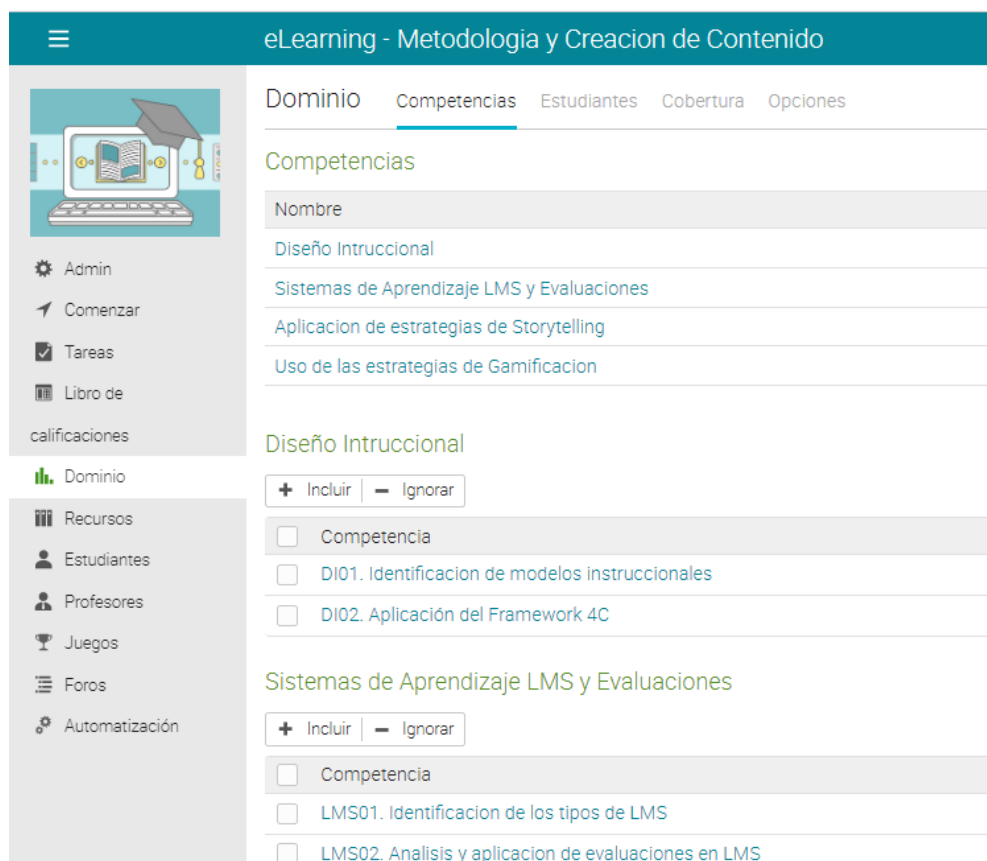 eLearning - Metodologia y Creacion de Contenido
Dominio Competencias Estudiantes Cobertura Opciones
Admin
Comenzar
Tareas
Libro de
calificaciones
Dominio
Recursos
Estudiantes
Profesores
Juegos
Foros
Automatización
Competencias
Nombre
Diseño Intruccional
Sistemas de Aprendizaje LMS y Evaluaciones
Aplicacion de estrategias de Storytelling
Uso de las estrategias de Gamificacion
Diseño Intruccional
Incluir Ignorar
Competencia
DI01. Identificacion de modelos instruccionales
DI02. Aplicación del Framework 4C
Sistemas de Aprendizaje LMS y Evaluaciones
Incluir Ignorar
Competencia
LMS01. Identificacion de los tipos de LMS
LMS02. Analisis y aplicacion de evaluaciones en LMS